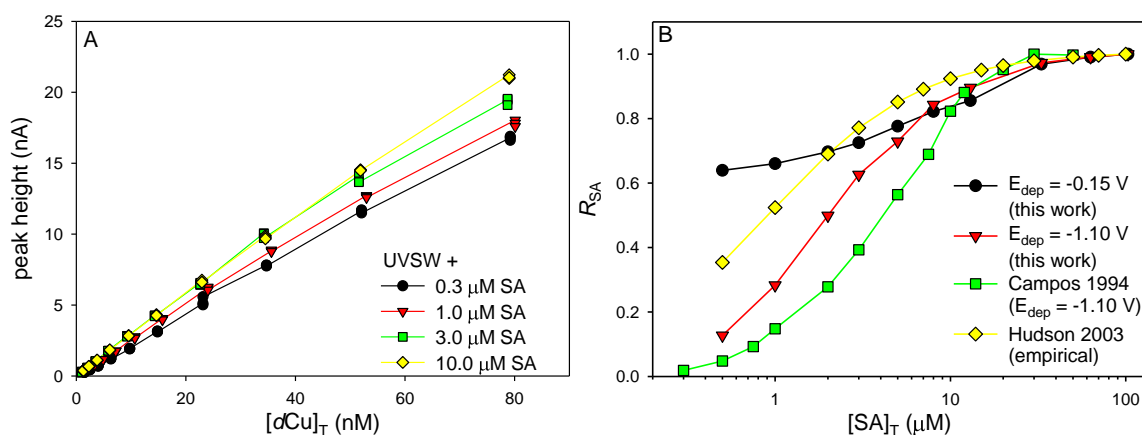 A
peak height (nA)
25
20
15
10
5
0
0
20
40
60
80
[dCu]T (nM)
UVSW +
0.3 μM SA
1.0 μM SA
3.0 μM SA
10.0 μM SA
B
RSA
1.0
0.8
0.6
0.4
0.2
0.0
1
10
100
[SA]T (μM)
Edep = -0.15 V
(this work)
Edep = -1.10 V
(this work)
Campos 1994
(Edep = -1.10 V)
Hudson 2003
(empirical)